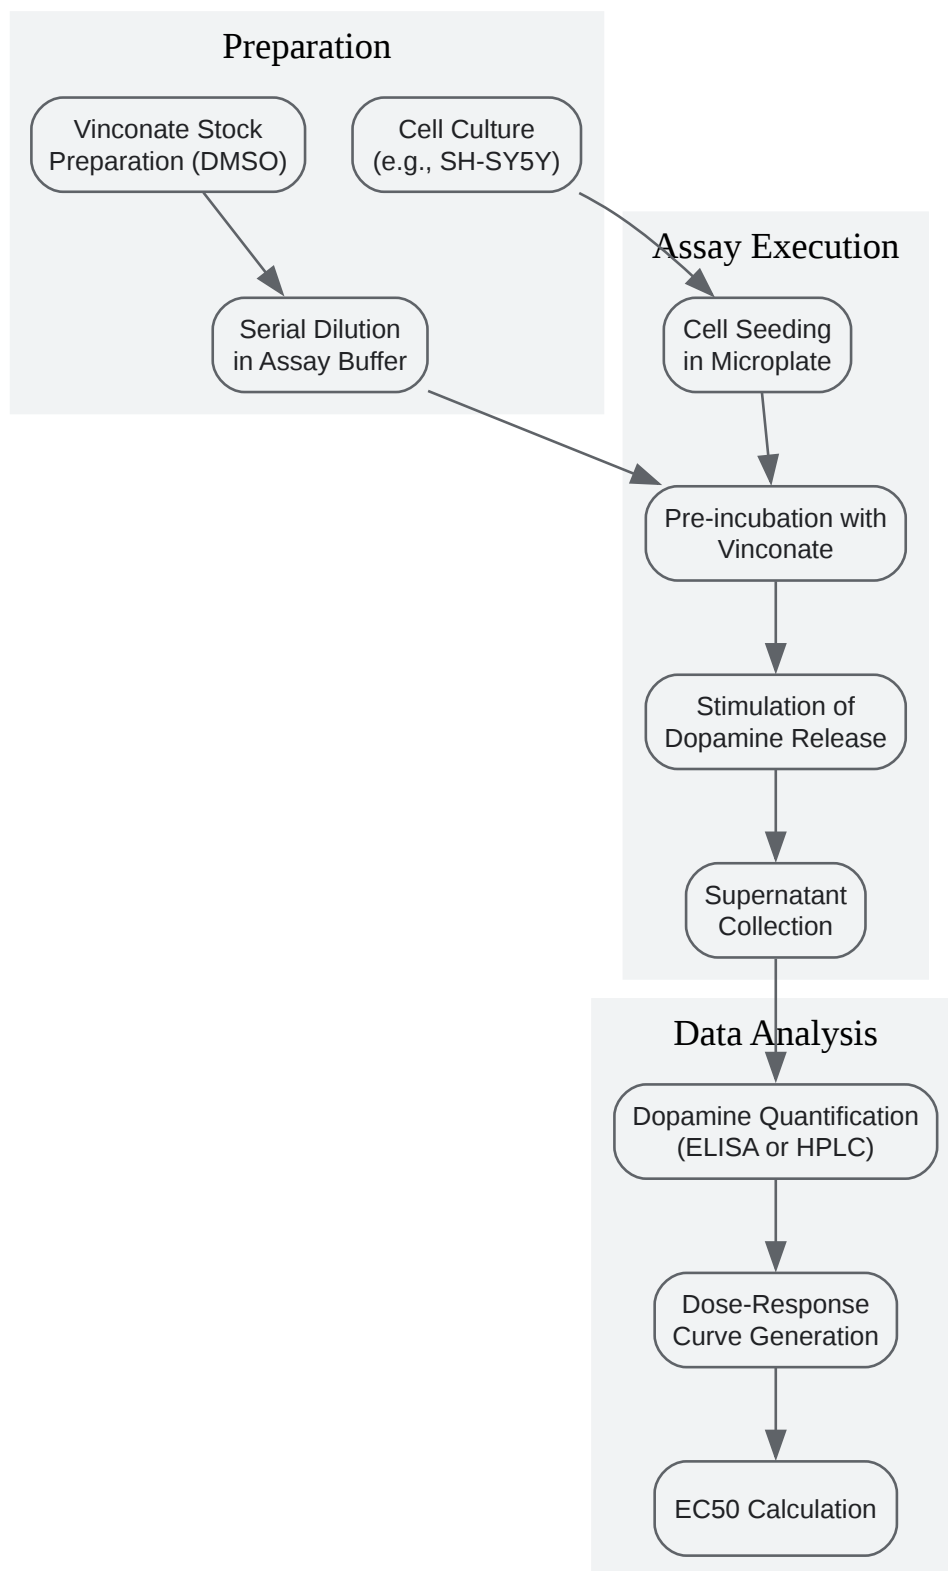 Preparation
Vinconate Stock
Preparation (DMSO)
Cell Culture
(e.g., SH-SY5Y)
Serial Dilution
in Assay Buffer
Assay Execution
Cell Seeding
in Microplate
Pre-incubation with
Vinconate
Stimulation of
Dopamine Release
Supernatant
Collection
Data Analysis
Dopamine Quantification
(ELISA or HPLC)
Dose-Response
Curve Generation
EC50 Calculation